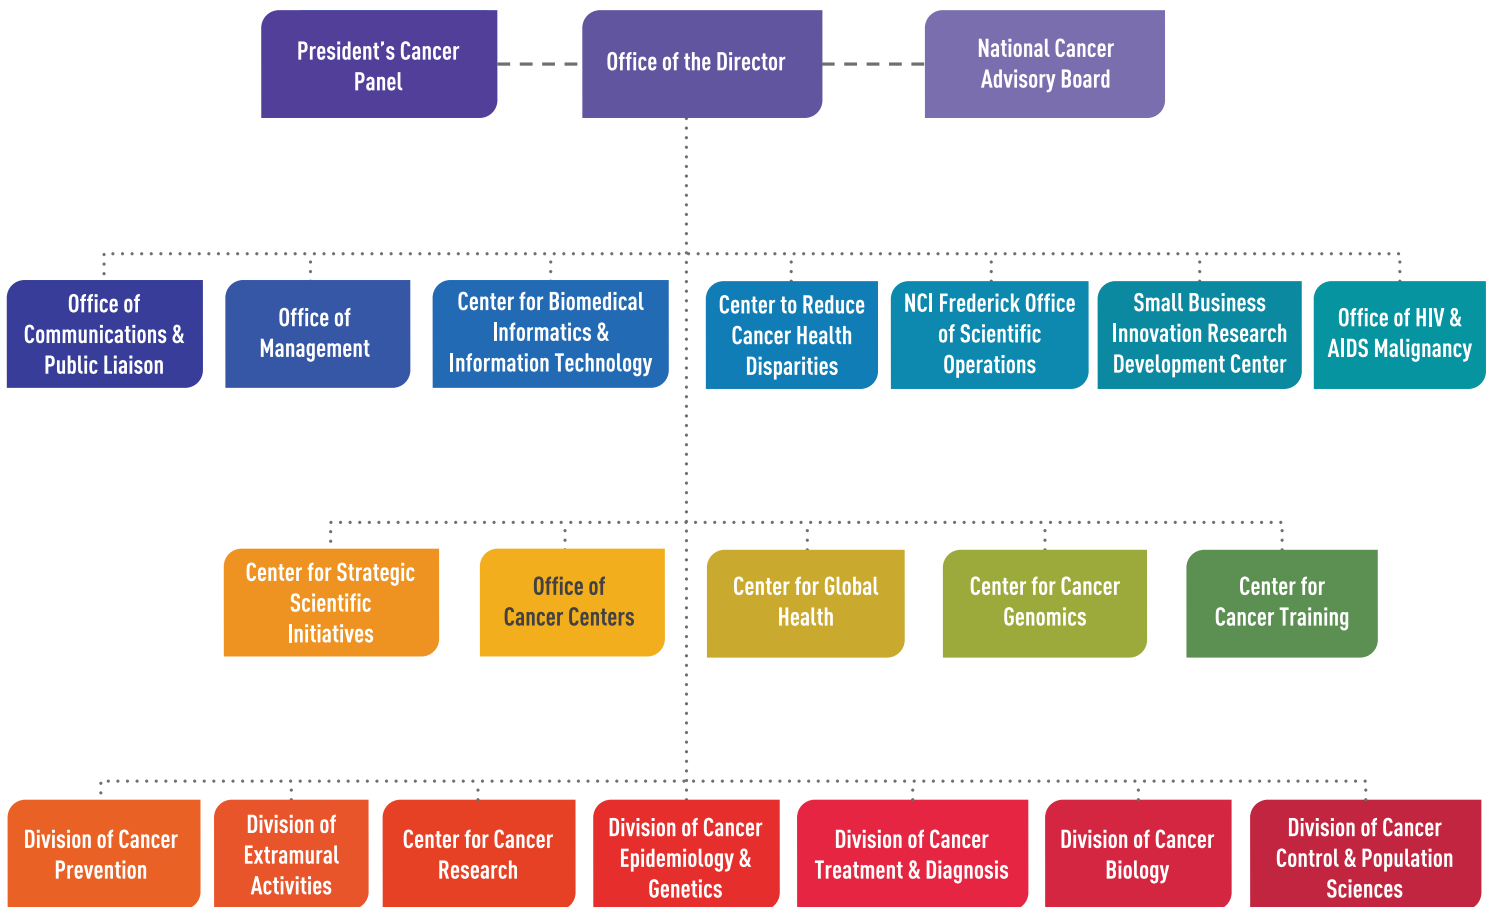 President's Cancer
Panel
Office of the Director
National Cancer
Advisory Board
Office of
Communications &
Public Liaison
Office of
Management
Center for Biomedical
Informatics &
Information Technology
Center to Reduce
Cancer Health
Disparities
NCI Frederick Office
of Scientific
Operations
Small Business
Innovation Research
Development Center
Office of HIV &
AIDS Malignancy
Center for Strategic
Scientific
Initiatives
Office of
Cancer Centers
Center for Global
Health
Center for Cancer
Genomics
Center for
Cancer Training
Division of Cancer
Prevention
Division of
Extramural
Activities
Center for Cancer
Research
Division of Cancer
Epidemiology &
Genetics
Division of Cancer
Treatment & Diagnosis
Division of Cancer
Biology
Division of Cancer
Control & Population
Sciences